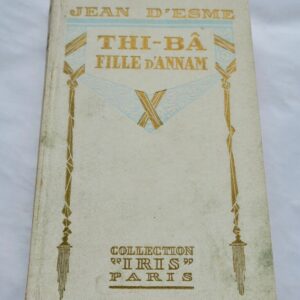 JEAN D'ESME
THI-BÂ
FILLE D'ANNAM
COLLECTION
"IRIS"
PARIS